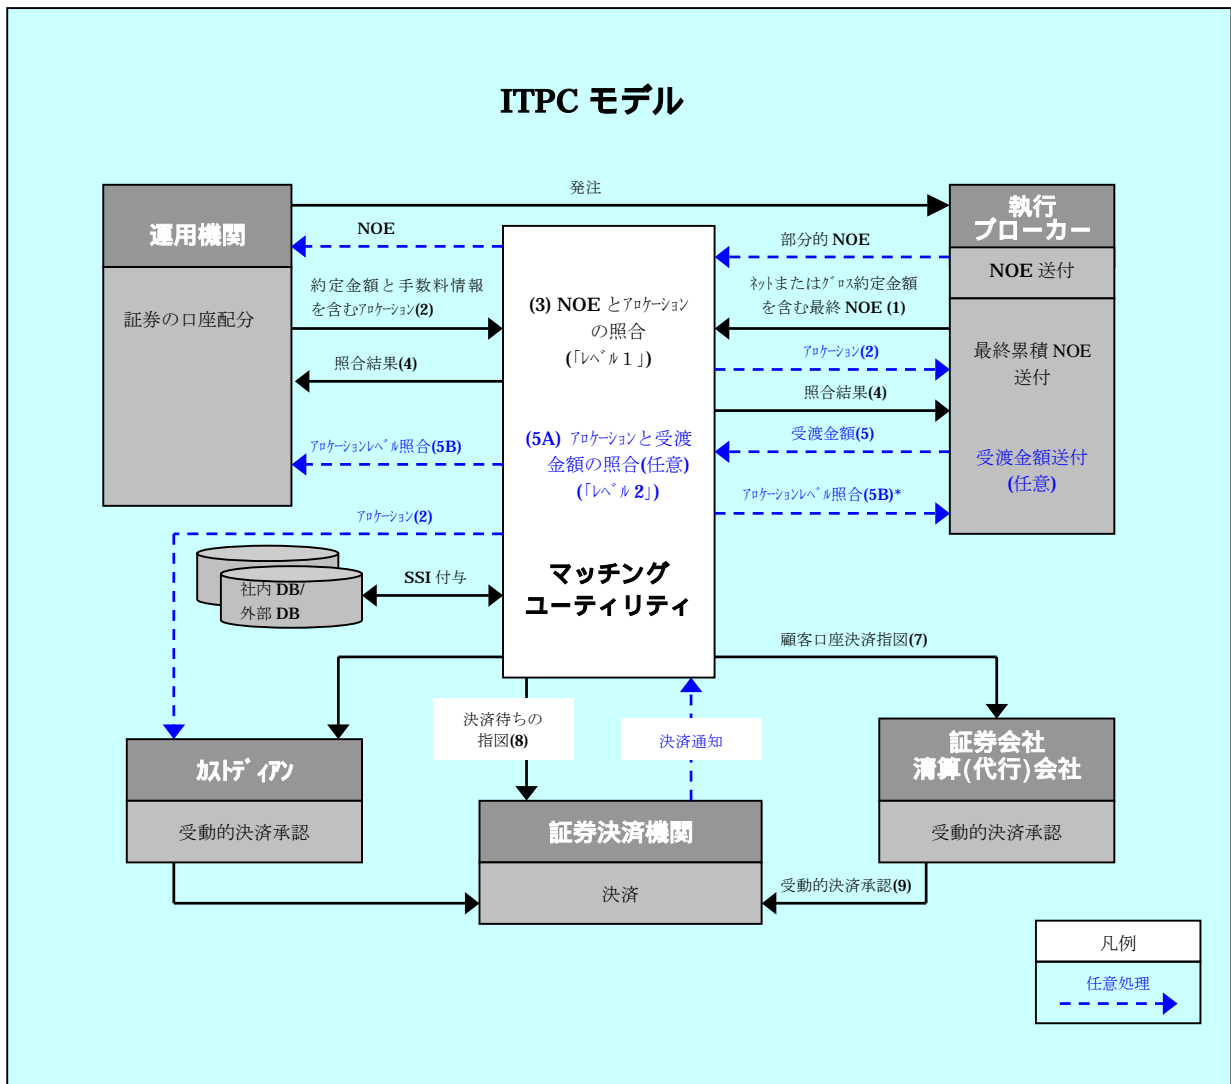 ITPC モデル
発注
運用機関
証券の口座配分
執行
ブローカー
NOE 送付
最終累積 NOE
送付
受渡金額送付
(任意)
NOE
約定金額と手数料情報
を含むｱﾛｹｰｼｮﾝ(2)
照合結果(4)
ｱﾛｹｰｼｮﾝﾚﾍﾞﾙ照合(5B)
ｱﾛｹｰｼｮﾝ(2)
(3) NOE とｱﾛｹｰｼｮﾝ
の照合
(｢ﾚﾍﾞﾙ１｣)
(5A) ｱﾛｹｰｼｮﾝと受渡
金額の照合(任意)
(｢ﾚﾍﾞﾙ 2｣)
マッチング
ユーティリティ
部分的 NOE
ﾈｯﾄまたはｸﾞﾛｽ約定金額
を含む最終 NOE (1)
ｱﾛｹｰｼｮﾝ(2)
照合結果(4)
受渡金額(5)
ｱﾛｹｰｼｮﾝﾚﾍﾞﾙ照合(5B)*
社内 DB/
外部 DB
SSI 付与
顧客口座決済指図(7)
決済待ちの
指図(8)
決済通知
ｶｽﾄﾃﾞｨｱﾝ
受動的決済承認
証券決済機関
決済
証券会社
清算(代行)会社
受動的決済承認
受動的決済承認(9)
凡例
任意処理